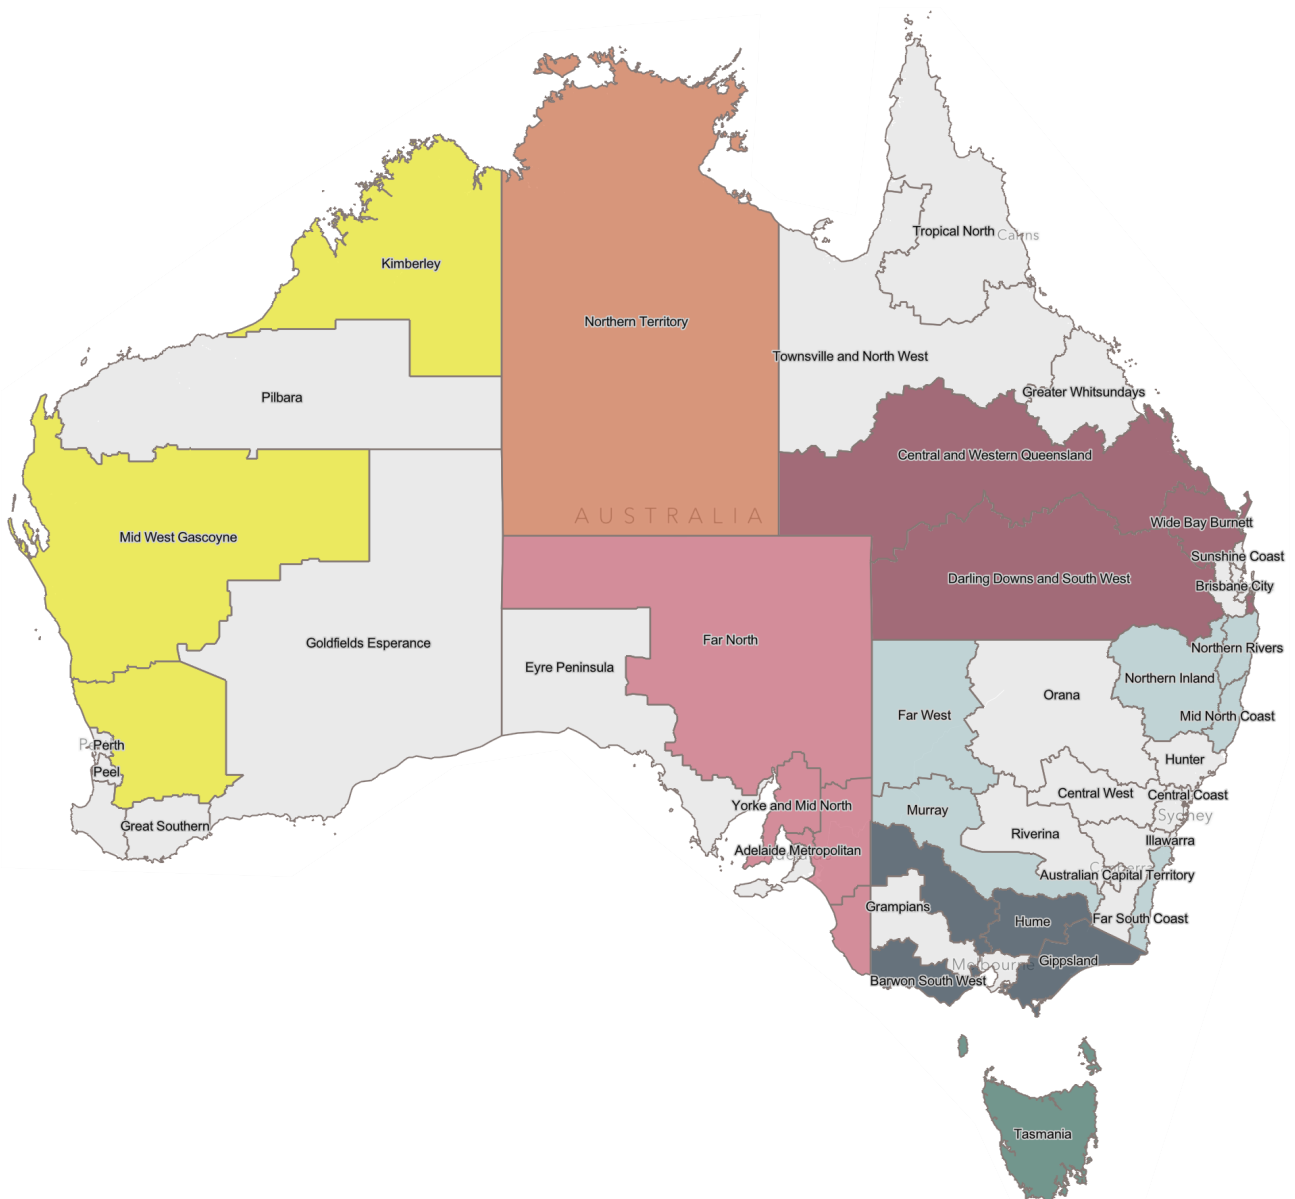 Tropical North
Cairns
Kimberley
Northern Territory
Townsville and North West
Greater Whitsundays
Pilbara
Central and Western Queensland
AUSTRALIA
Wide Bay Burnett
Mid West Gascoyne
Sunshine Coast
Darling Downs and South West
Brisbane City
Far North
Goldfields Esperance
Northern Rivers
Eyre Peninsula
Northern Inland
Orana
Far West
Mid North Coast
Perth
Hunter
Peel
Central West
Central Coast
Yorke and Mid North
Murray
Sydney
Great Southern
Riverina
Illawarra
Adelaide Metropolitan
Australian Capital Territory
Grampians
Hume
Far South Coast
Gippsland
Melbourne
Barwon South West
Tasmania